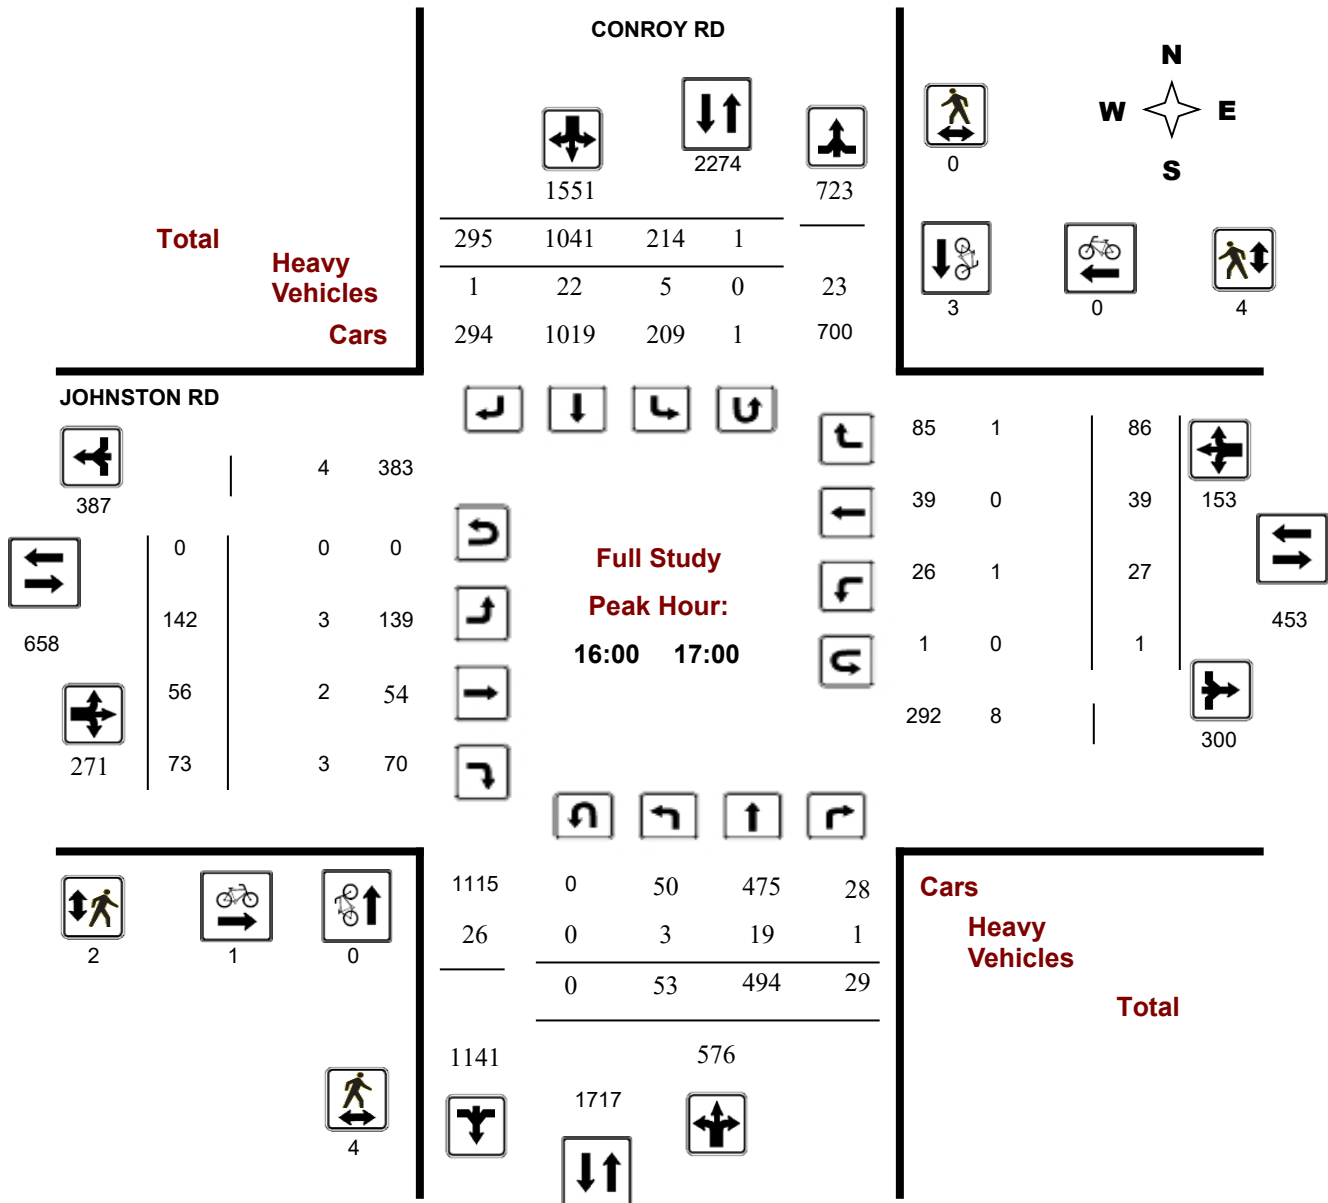 CONROY RD
N
W E
S
2274
0
1551
723
Total
295 1041 214 1
Heavy
Vehicles
1 22 5 0 23
3 0 4
Cars
294 1019 209 1 700
JOHNSTON RD
85 1 86
4 383
387
39 0 39 153
0 0 0
Full Study
26 1 27
Peak Hour:
142 3 139
453
658
16:00 17:00
1 0 1
56 2 54
292 8
300
271 73 3 70
1115 0 50 475 28
Cars
26 0 3 19 1
Heavy
Vehicles
2 1 0
0 53 494 29
Total
1141 576
1717
4